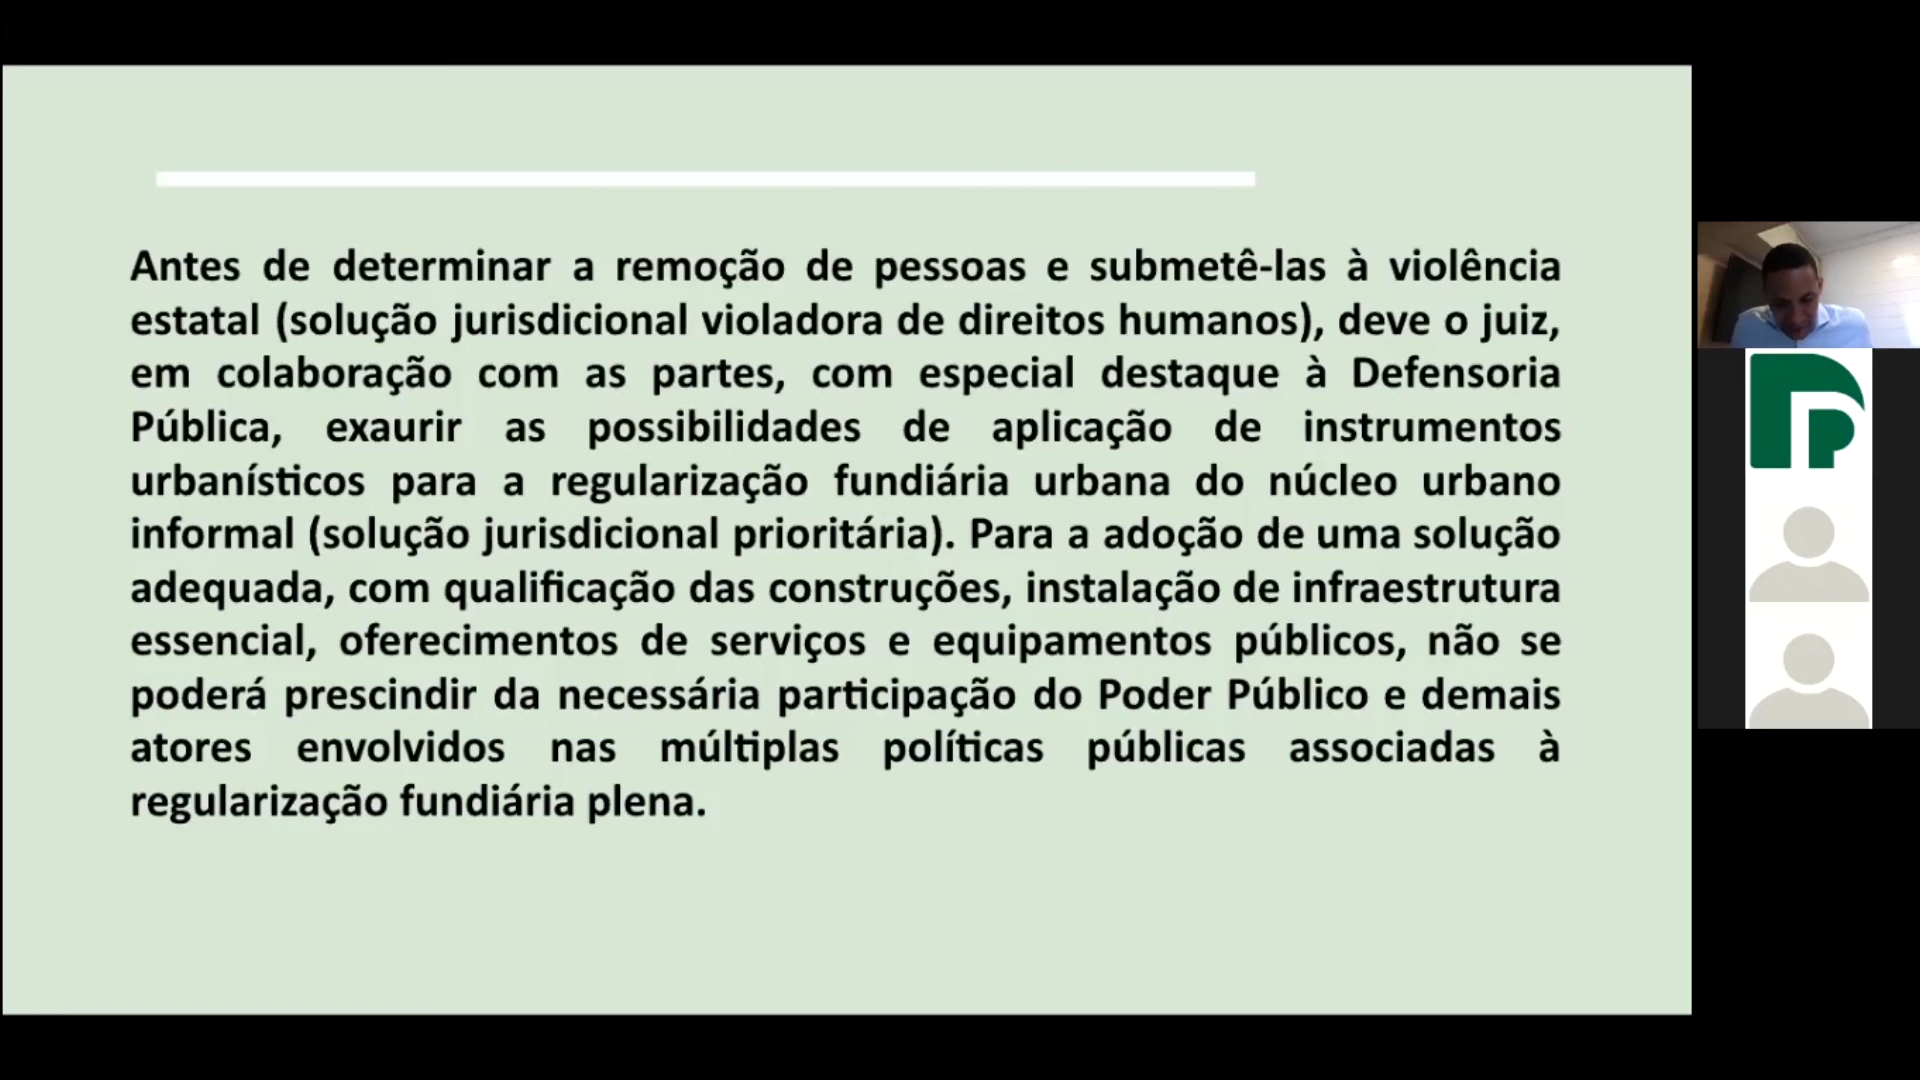 Antes de determinar a remoção de pessoas e submetê-las à violência
estatal (solução jurisdicional violadora de direitos humanos), deve o juiz,
em colaboração com as partes, com especial destaque à Defensoria
Pública, exaurir as possibilidades de aplicação de instrumentos
urbanísticos para a regularização fundiária urbana do núcleo urbano
informal (solução jurisdicional prioritária). Para a adoção de uma solução
adequada, com qualificação das construções, instalação de infraestrutura
essencial, oferecimentos de serviços e equipamentos públicos, não se
poderá prescindir da necessária participação do Poder Público e demais
atores envolvidos nas múltiplas políticas públicas associadas à
regularização fundiária plena.